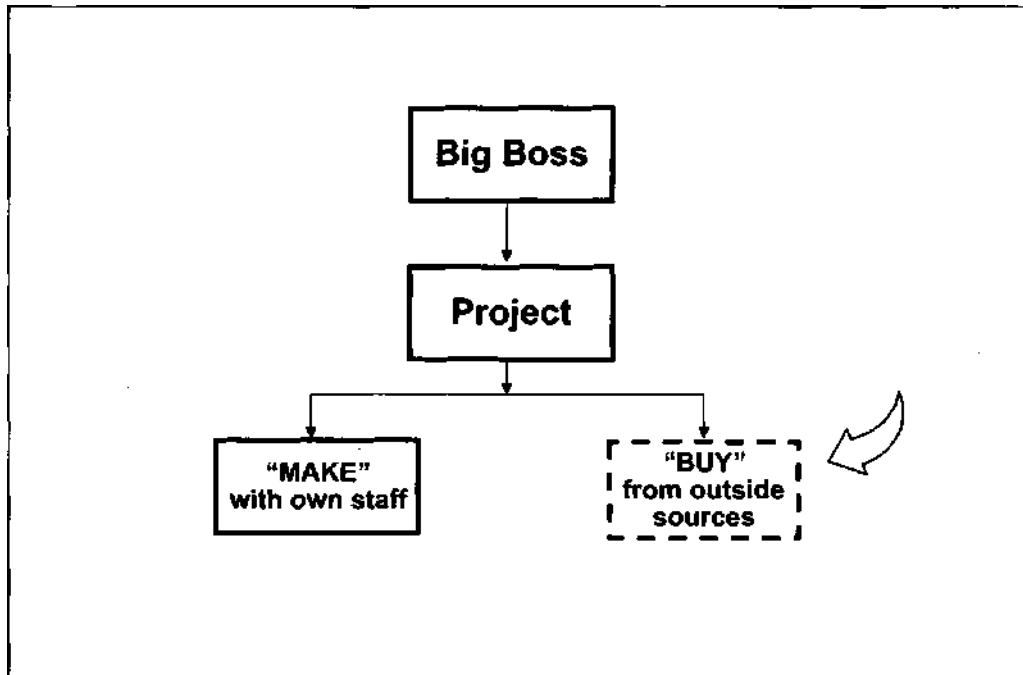 Big Boss
Project
“MAKE”
with own staff
“BUY”
from outside
sources